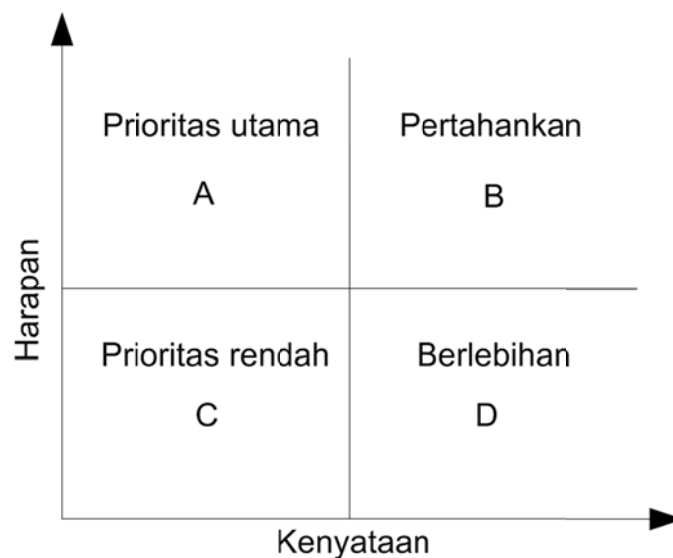 Prioritas utama
Pertahankan
A
B
Harapan
Prioritas rendah
Berlebihan
C
D
Kenyataan